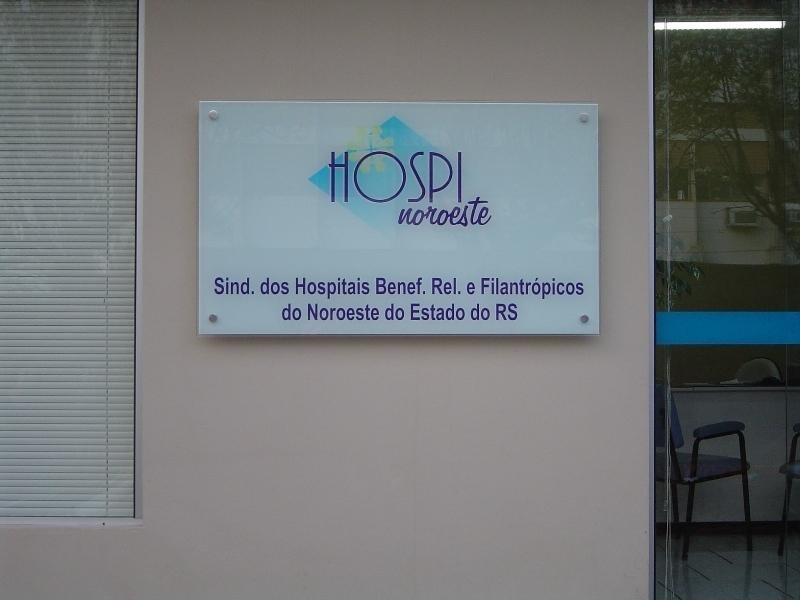 HOSPI
noroeste
Sind. dos Hospitais Benef. Rel. e Filantrópicos
do Noroeste do Estado do RS